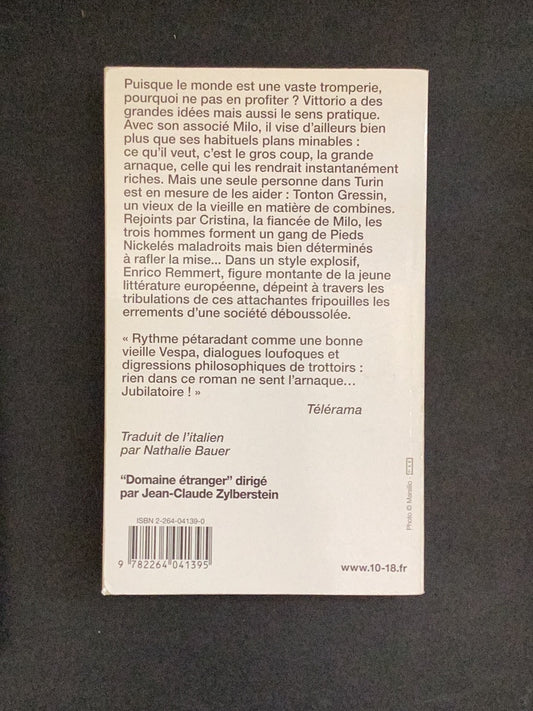 Puisque le monde est une vaste tromperie,
pourquoi ne pas en profiter ? Vittorio a des
grandes idées mais aussi le sens pratique.
Avec son associé Milo, il vise d'ailleurs bien
plus que ses habituels plans minables :
ce qu'il veut, c'est le gros coup, la grande
arnaque, celle qui les rendrait instantanément
riches. Mais une seule personne dans Turin
est en mesure de les aider : Tonton Gressin,
un vieux de la vieille en matière de combines.
Rejoints par Cristina, la fiancée de Milo, les
trois hommes forment un gang de Pieds
Nickelés maladroits mais bien déterminés
à rafler la mise... Dans un style explosif,
Enrico Remmert, figure montante de la jeune
littérature européenne, dépeint à travers les
tribulations de ces attachantes fripouilles les
errements d'une société déboussolée.
« Rythme pétaradant comme une bonne
vieille Vespa, dialogues loufoques et
digressions philosophiques de trottoirs :
rien dans ce roman ne sent l'arnaque...
Jubilatoire ! »
Télérama
Traduit de l'italien
par Nathalie Bauer
"Domaine étranger" dirigé
par Jean-Claude Zylberstein
ISBN 2-264-04139-0
9 782264 041395
www.10-18.fr
Photo © Marsilio -